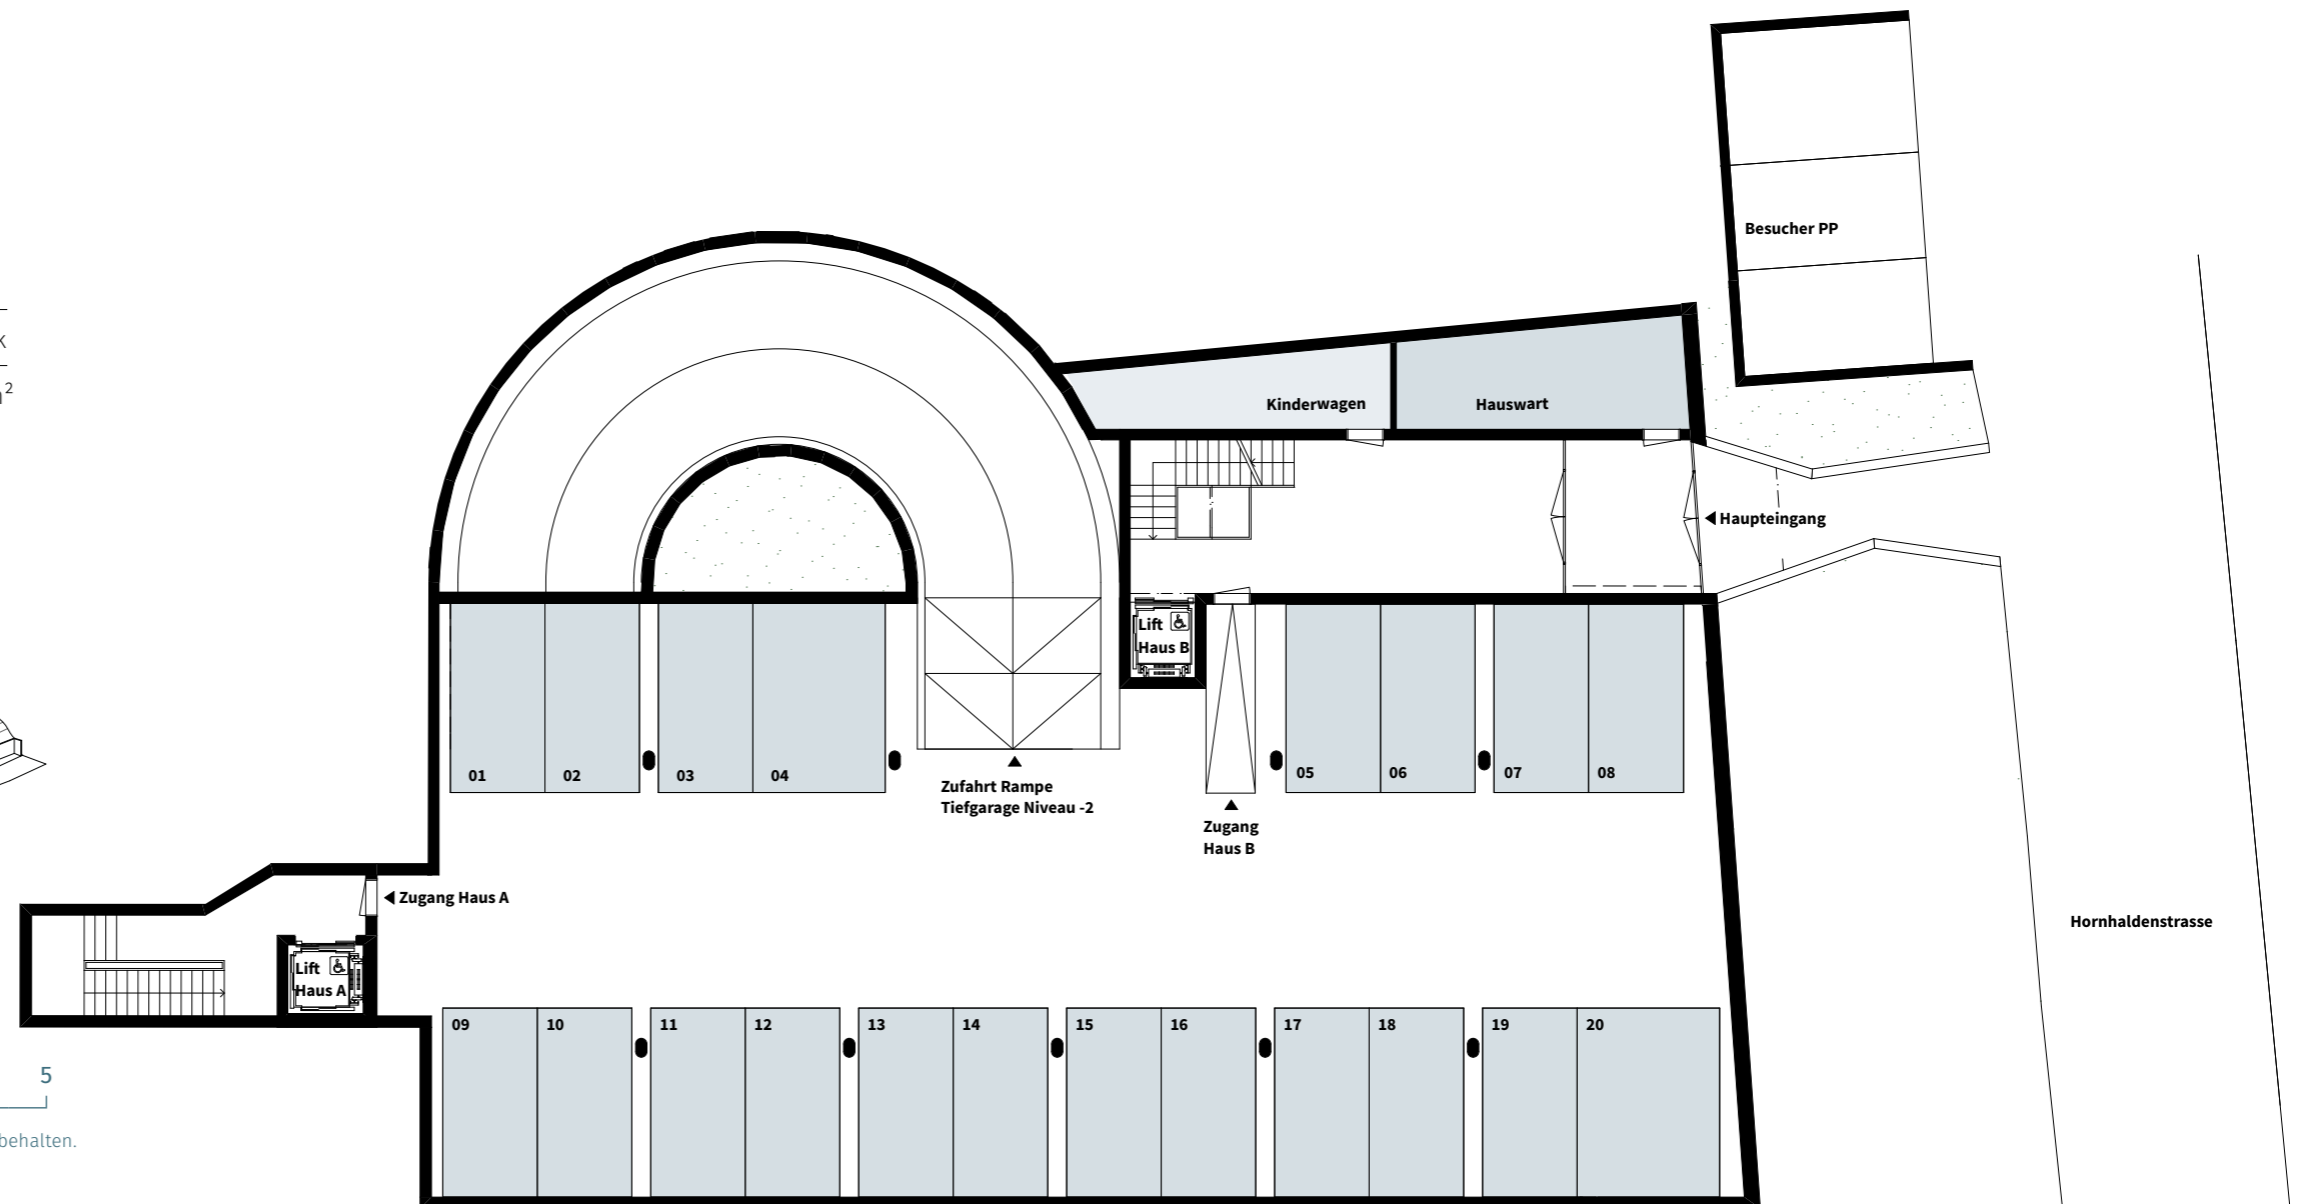 Besucher PP
Kinderwagen
Hauswart
Haupteingang
Lift
Haus B
01
02
03
04
05
06
07
08
Zufahrt Rampe
Tiefgarage Niveau -2
Zugang
Haus B
Zugang Haus A
Hornhaldenstrasse
Lift
Haus A
09
10
11
12
13
14
15
16
17
18
19
20
5
behalten.